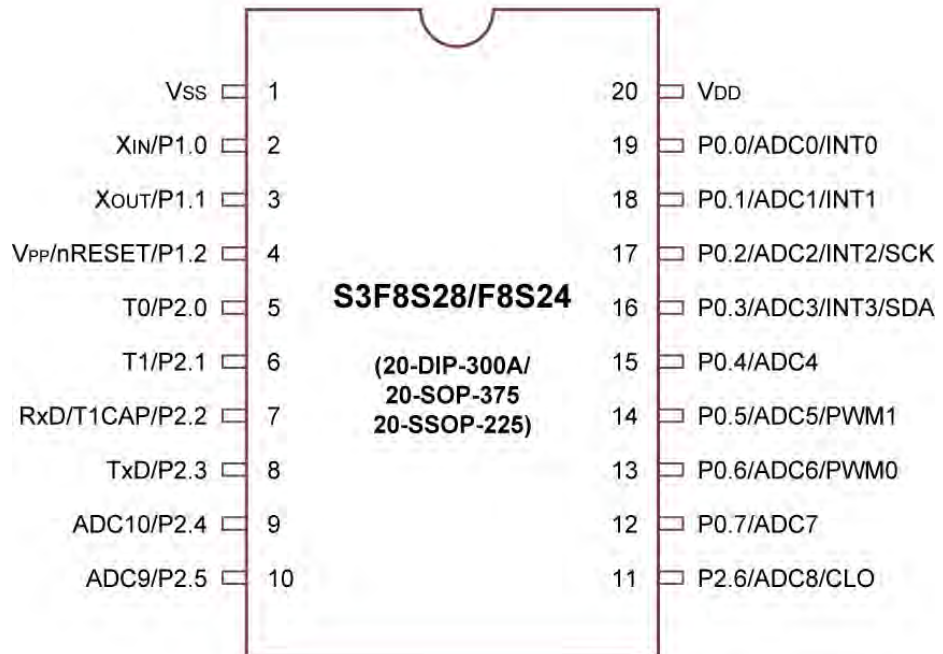 VSS 1
XIN/P1.0 2
XOUT/P1.1 3
VPP/nRESET/P1.2 4
T0/P2.0 5
T1/P2.1 6
RxD/T1CAP/P2.2 7
TxD/P2.3 8
ADC10/P2.4 9
ADC9/P2.5 10
S3F8S28/F8S24
(20-DIP-300A/
20-SOP-375
20-SSOP-225)
20 VDD
19 P0.0/ADC0/INT0
18 P0.1/ADC1/INT1
17 P0.2/ADC2/INT2/SCK
16 P0.3/ADC3/INT3/SDA
15 P0.4/ADC4
14 P0.5/ADC5/PWM1
13 P0.6/ADC6/PWM0
12 P0.7/ADC7
11 P2.6/ADC8/CLO